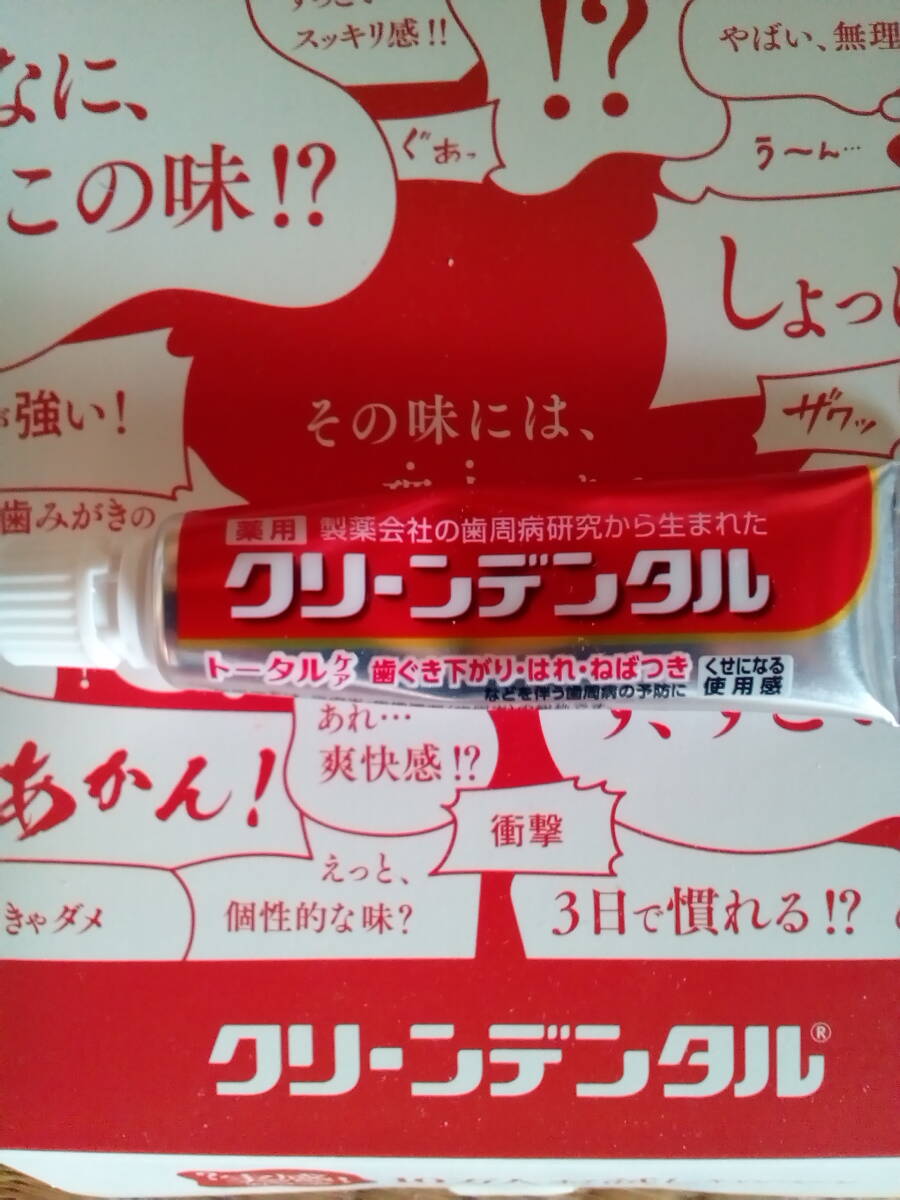 スッキリ感!!
!?
やばい、無理
なに、
この味!?
ぐあっ
う〜ん…
しょっ
強い!
ザワッ
その味には、
歯みがきの
薬用 製薬会社の歯周病研究から生まれた
クリーンデンタル
トータルケア 歯ぐき下がり・はれ・ねばつき
などを伴う歯周病の予防に
くせになる
使用感
あれ…
爽快感!?
あかん!
衝撃
えっと、
個性的な味?
きゃダメ
3日で慣れる!?
クリーンデンタル®